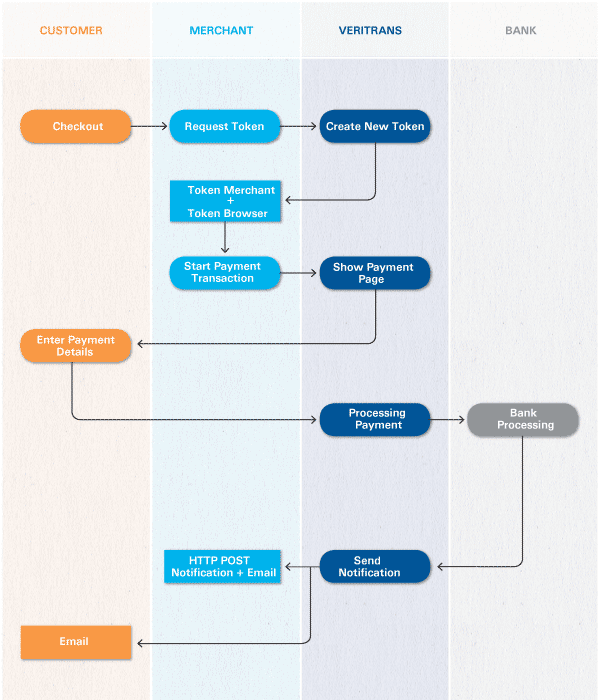 CUSTOMER
MERCHANT
VERITRANS
BANK
Checkout
Request Token
Create New Token
Token Merchant
+
Token Browser
Start Payment
Transaction
Show Payment
Page
Enter Payment
Details
Processing
Payment
Bank
Processing
HTTP POST
Notification + Email
Send
Notification
Email